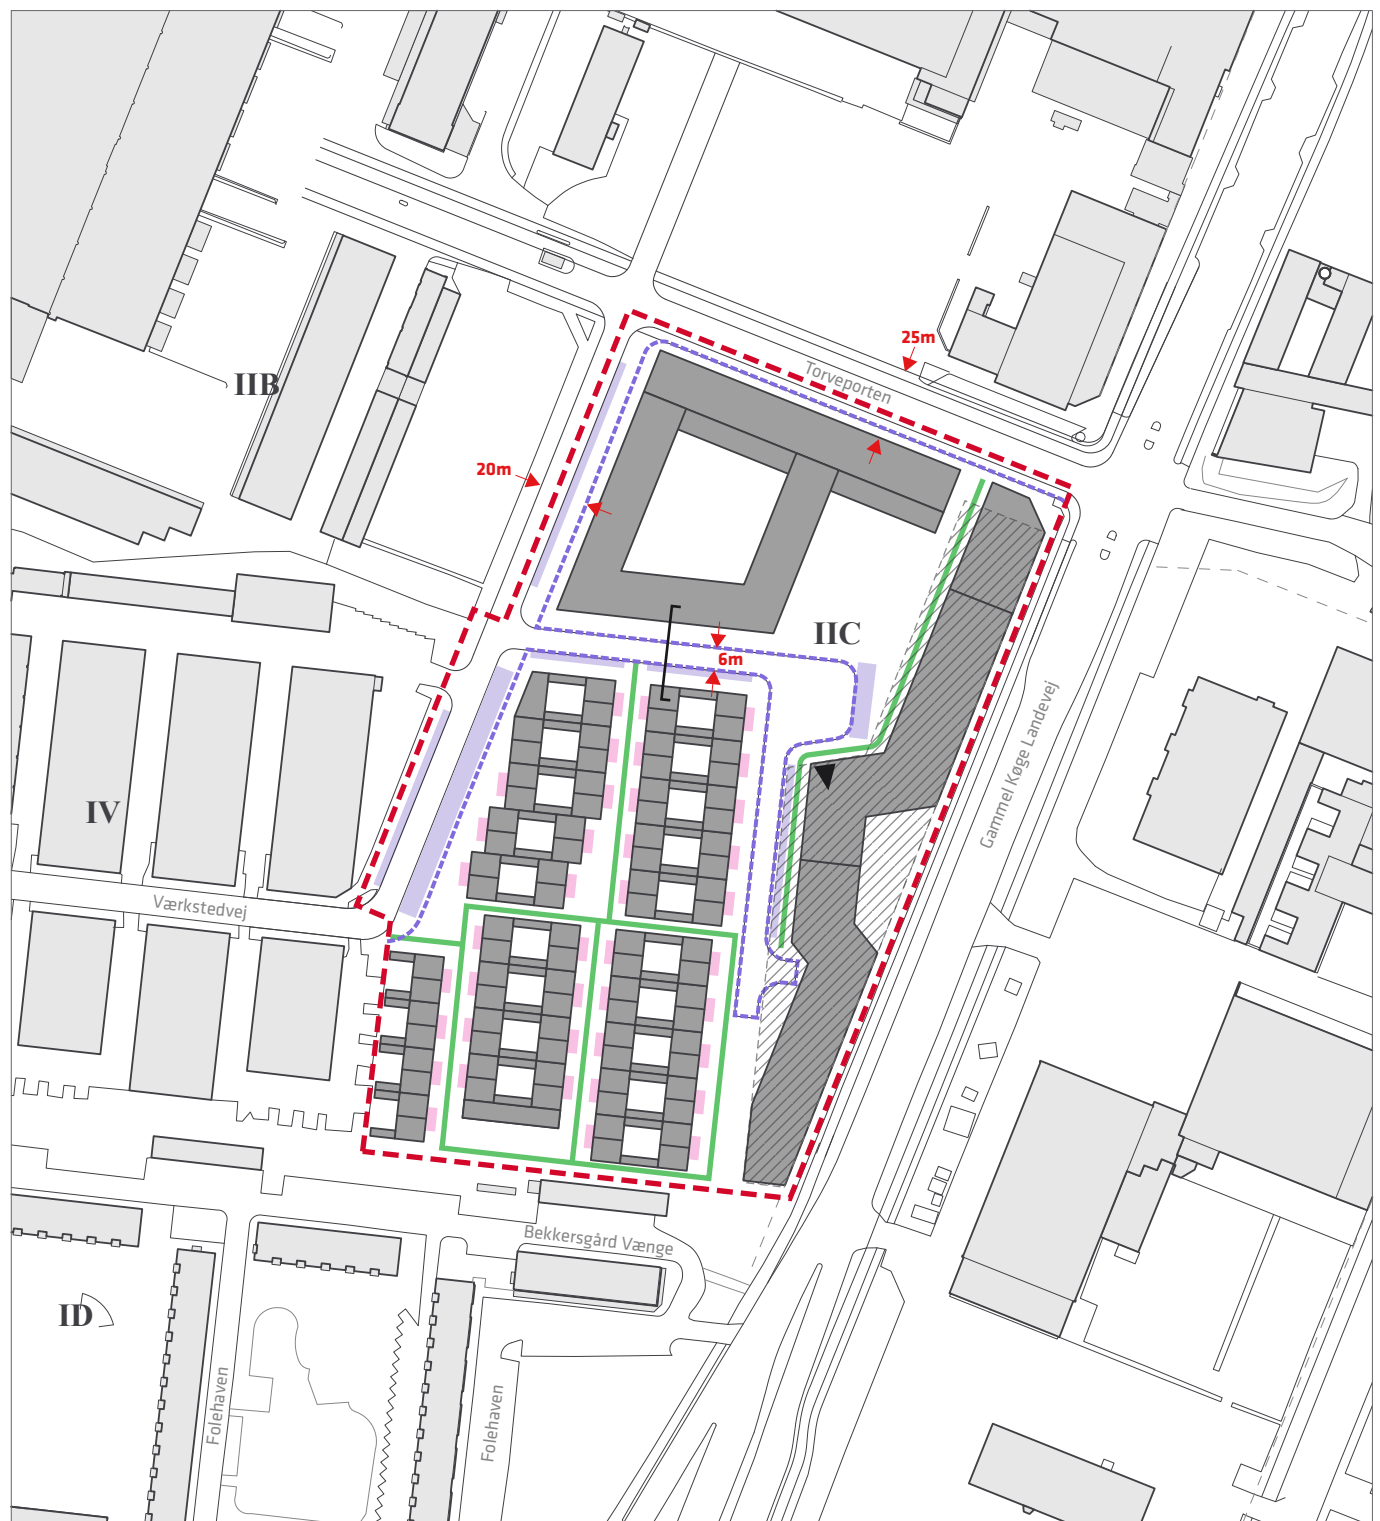 25m
Torveporten
IIB
20m
IIC
6m
Gammel Køge Landevej
IV
Værkstedvej
Bekkersgård Vænge
ID
Folehaven
Folehaven